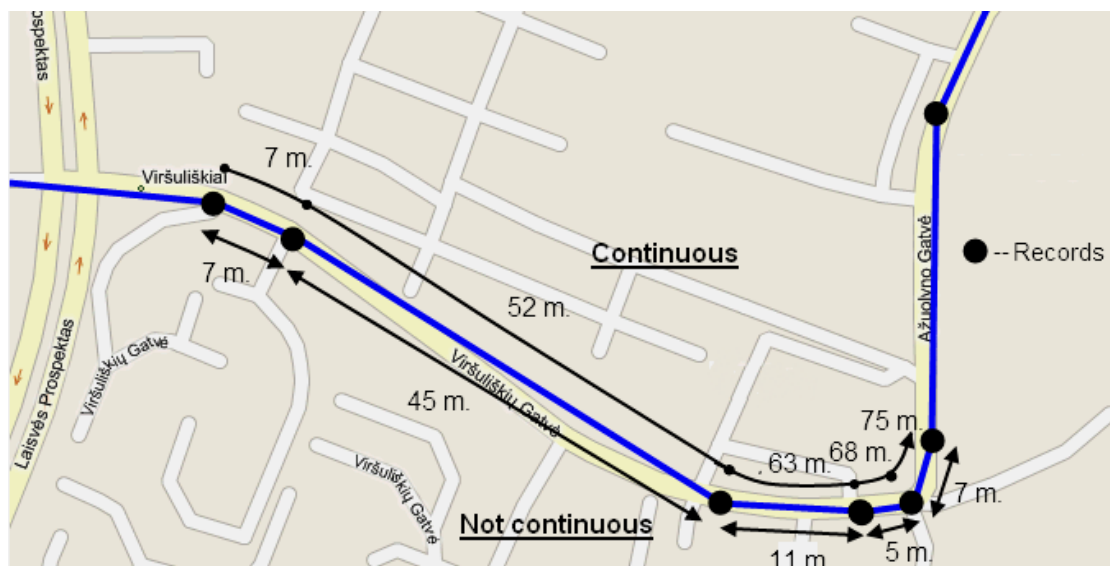 ospektas
Viršuliškiai
7 m.
Continuous
-- Records
7 m.
52 m.
Ažuolyno Gatvė
Laisvės Prospektas
Viršuliškių Gatvė
45 m.
Viršuliškių Gatvė
75 m.
68 m.
63 m.
Viršuliškių Gatvė
7 m.
Not continuous
11 m.
5 m.